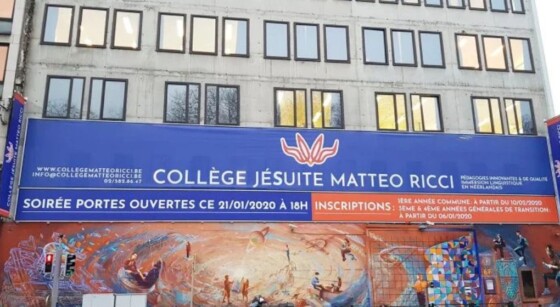 WWW.COLLEGEMATTEORICCI.BE
INFO@COLLEGEMATTEORICCI.BE
COLLÈGE JÉSUITE MATTEO RICCI
PÉDAGOGIES INNOVANTES & DE QUALITÉ
IMMERSION LINGUISTIQUE
EN NÉERLANDAIS
SOIRÉE PORTES OUVERTES CE 21/01/2020 À 18H
INSCRIPTIONS :
1ÈRE ANNÉE COMMUNE À PARTIR DU 10/02/2020
3EME & 4EME ANNÉES GÉNÉRALES DE TRANSITION
À PARTIR DU 06/01/2020